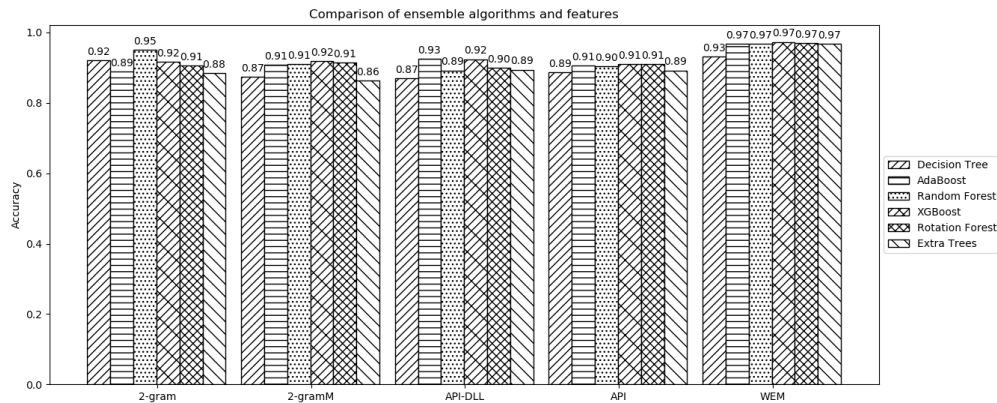 Comparison of ensemble algorithms and features
1.0
0.8
0.6
0.4
0.2
0.0
Accuracy
0.92 0.89 0.95 0.92 0.91 0.88
0.87 0.91 0.91 0.92 0.91 0.86
0.87 0.93 0.89 0.92 0.90 0.89
0.89 0.91 0.90 0.91 0.91 0.89
0.93 0.97 0.97 0.97 0.97 0.97
2-gram
2-gramM
API-DLL
API
WEM
Decision Tree
AdaBoost
Random Forest
XGBoost
Rotation Forest
Extra Trees